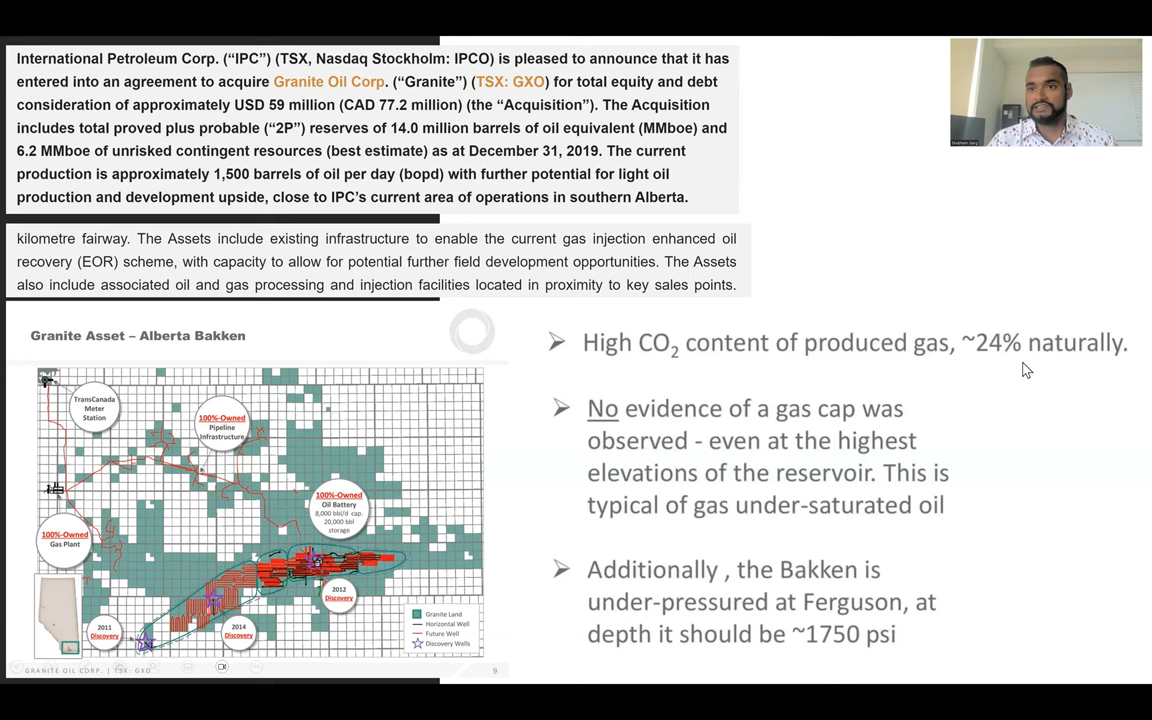 International Petroleum Corp. (“IPC”) (TSX, Nasdaq Stockholm: IPCO) is pleased to announce that it has
entered into an agreement to acquire Granite Oil Corp. (“Granite”) (TSX: GXO) for total equity and debt
consideration of approximately USD 59 million (CAD 77.2 million) (the “Acquisition”). The Acquisition
includes total proved plus probable (“2P”) reserves of 14.0 million barrels of oil equivalent (MMboe) and
6.2 MMboe of unrisked contingent resources (best estimate) as at December 31, 2019. The current
production is approximately 1,500 barrels of oil per day (bopd) with further potential for light oil
production and development upside, close to IPC’s current area of operations in southern Alberta.
kilometre fairway. The Assets include existing infrastructure to enable the current gas injection enhanced oil
recovery (EOR) scheme, with capacity to allow for potential further field development opportunities. The Assets
also include associated oil and gas processing and injection facilities located in proximity to key sales points.
Granite Asset – Alberta Bakken
TransCanada
Meter
Station
100%-Owned
Pipeline
Infrastructure
100%-Owned
Oil Battery
8,000 bbl/d cap.
20,000 bbl
storage
100%-Owned
Gas Plant
2012
Discovery
2011
Discovery
2014
Discovery
Granite Land
Horizontal Well
Future Well
Discovery Wells
GRANITE OIL CORP. | TSX: GXO
9
➢ High CO₂ content of produced gas, ~24% naturally.
➢ No evidence of a gas cap was
observed - even at the highest
elevations of the reservoir. This is
typical of gas under-saturated oil
➢ Additionally , the Bakken is
under-pressured at Ferguson, at
depth it should be ~1750 psi